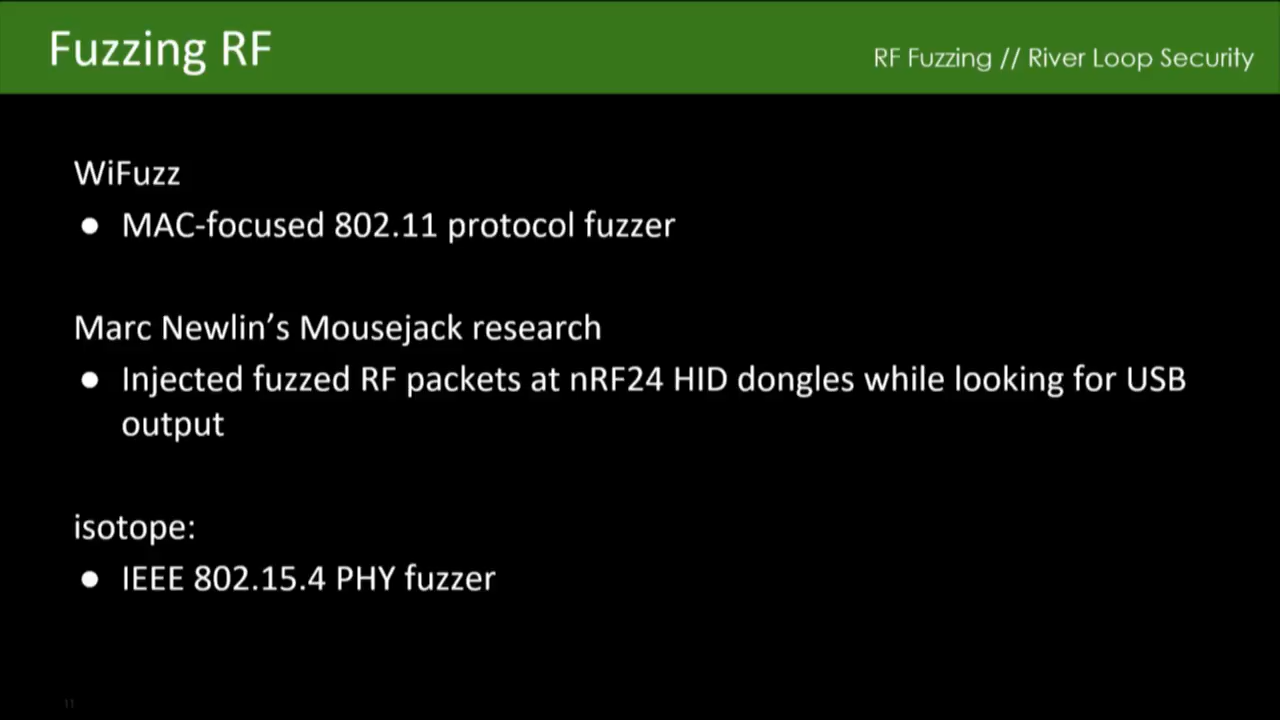 Fuzzing RF
RF Fuzzing // River Loop Security
WiFuzz
● MAC-focused 802.11 protocol fuzzer
Marc Newlin’s Mousejack research
● Injected fuzzed RF packets at nRF24 HID dongles while looking for USB
output
isotope:
● IEEE 802.15.4 PHY fuzzer
11